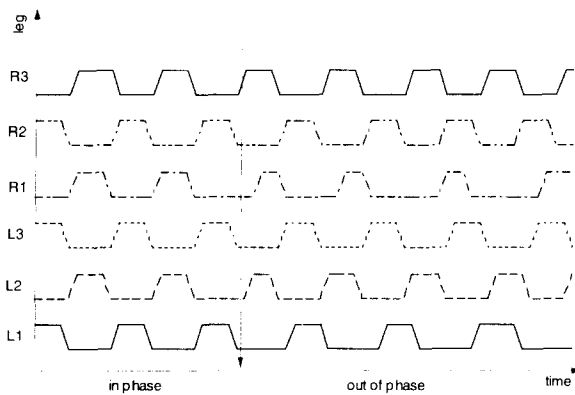 leg
R3
R2
R1
L3
L2
L1
time
in phase
out of phase